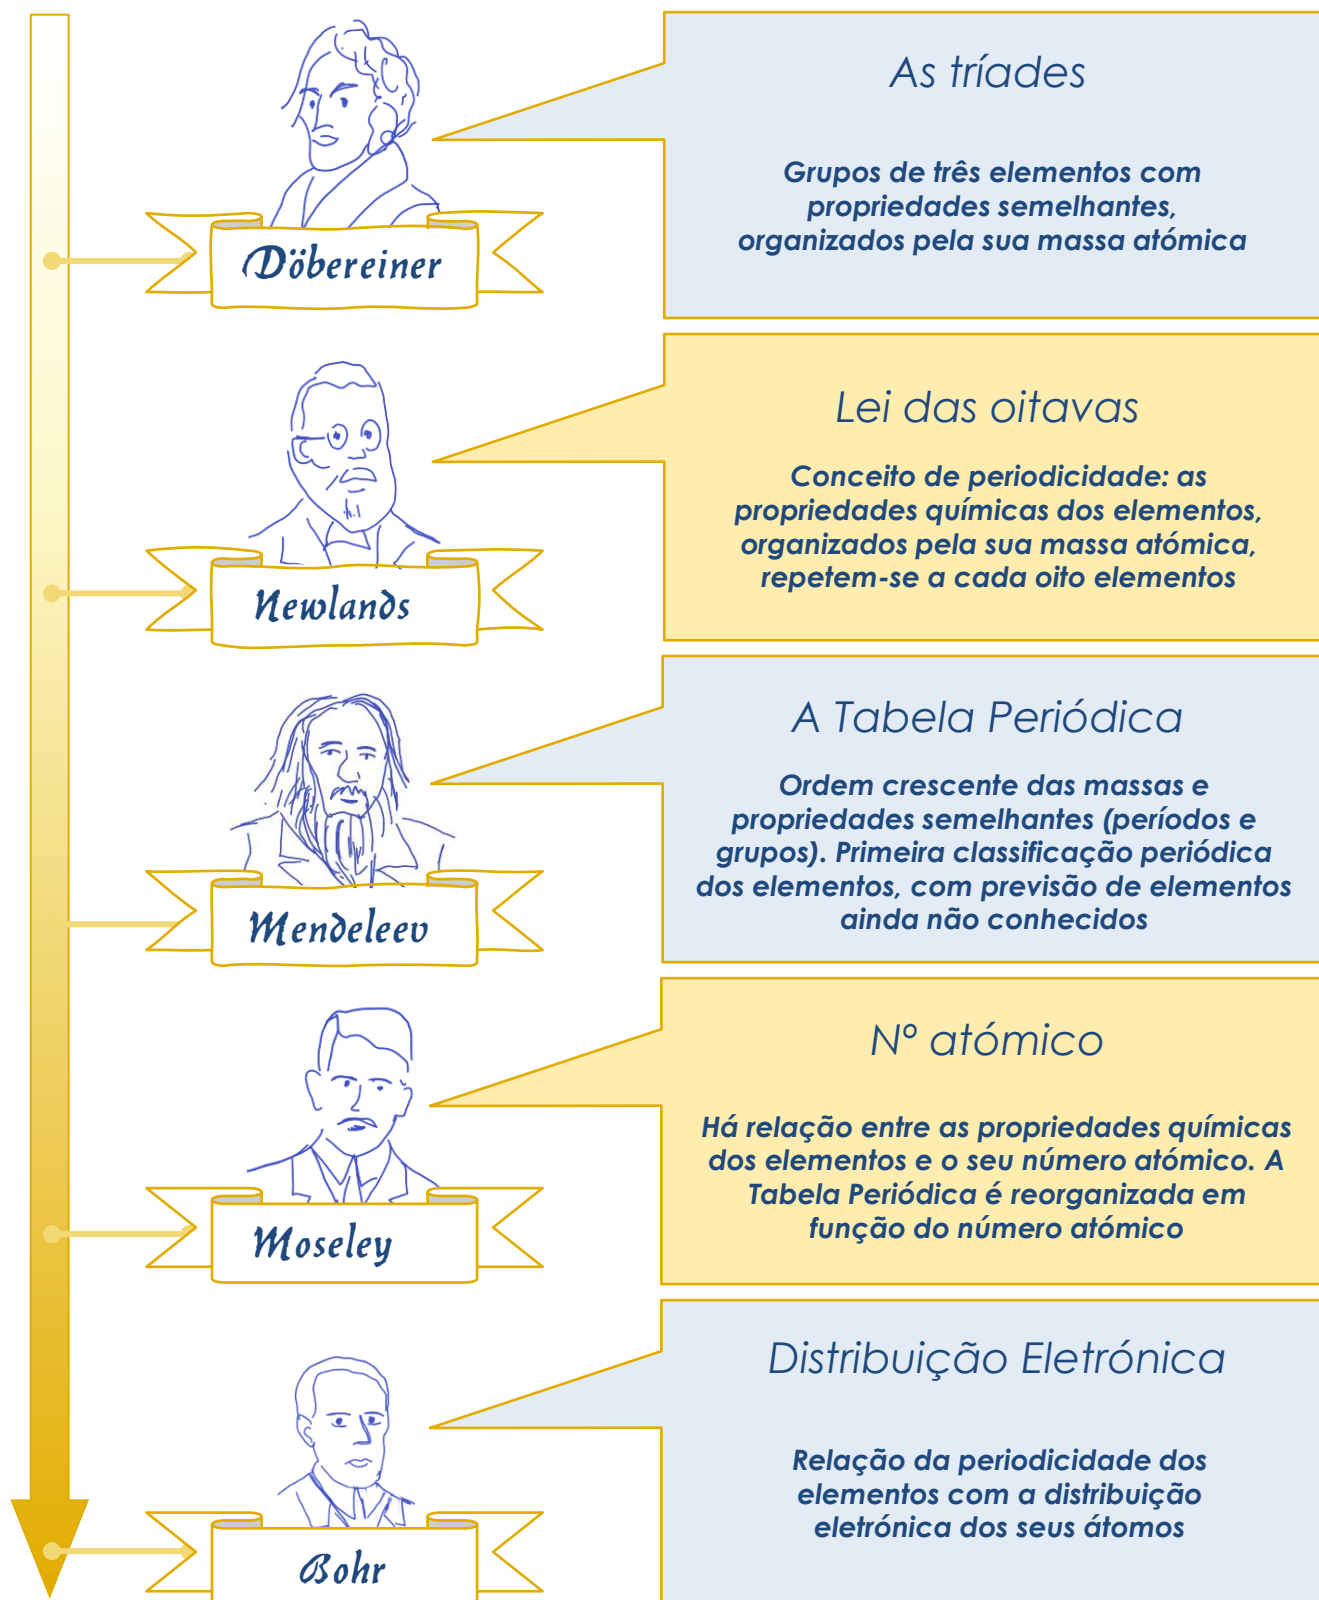 As tríades
Grupos de três elementos com
propriedades semelhantes,
organizados pela sua massa atómica
Döbereiner
Lei das oitavas
Conceito de periodicidade: as
propriedades químicas dos elementos,
organizados pela sua massa atómica,
repetem-se a cada oito elementos
Newlands
A Tabela Periódica
Ordem crescente das massas e
propriedades semelhantes (períodos e
grupos). Primeira classificação periódica
dos elementos, com previsão de elementos
ainda não conhecidos
Mendeleev
Nº atómico
Há relação entre as propriedades químicas
dos elementos e o seu número atómico. A
Tabela Periódica é reorganizada em
função do número atómico
Moseley
Distribuição Eletrónica
Relação da periodicidade dos
elementos com a distribuição
eletrónica dos seus átomos
Bohr